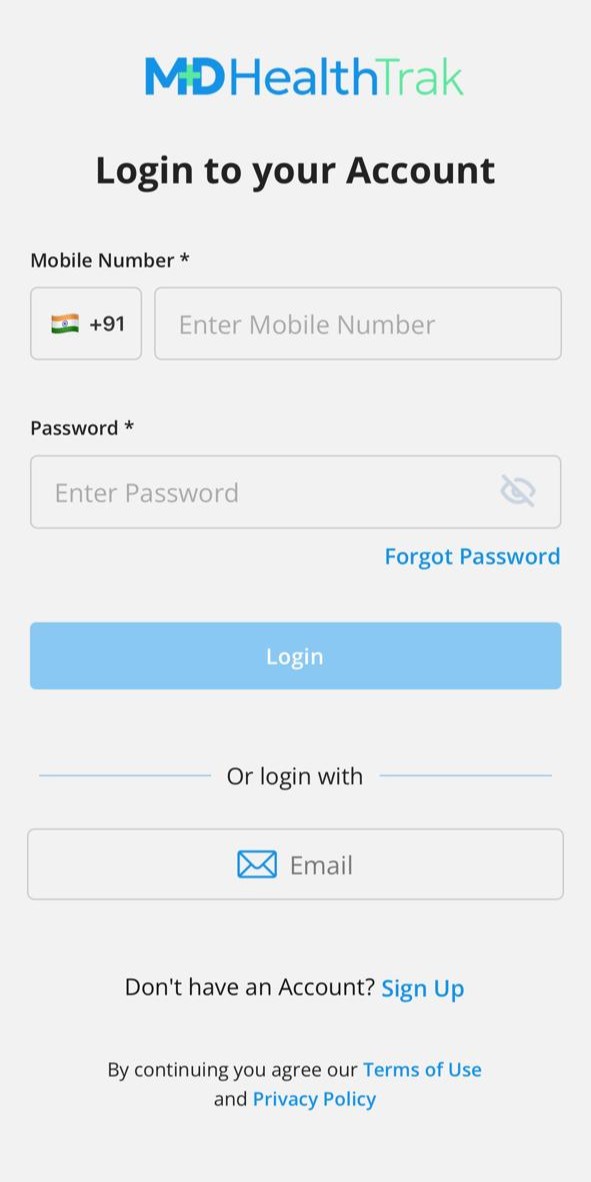 MDHealthTrak
Login to your Account
Mobile Number *
+91 Enter Mobile Number
Password *
Enter Password
Forgot Password
Login
Or login with
Email
Don't have an Account? Sign Up
By continuing you agree our Terms of Use
and Privacy Policy